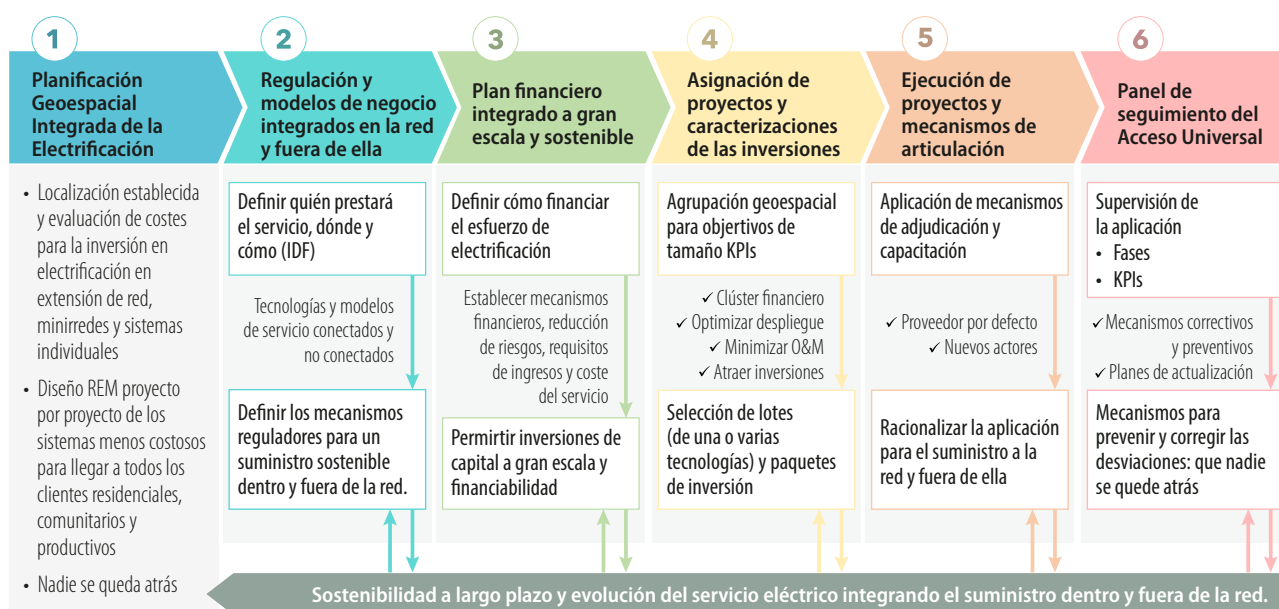 1
Planificación
Geoespacial
Integrada de la
Electrificación
• Localización establecida
y evaluación de costes
para la inversión en
electrificación en
extensión de red,
minirredes y sistemas
individuales
• Diseño REM proyecto
por proyecto de los
sistemas menos costosos
para llegar a todos los
clientes residenciales,
comunitarios y
productivos
• Nadie se queda atrás
2
Regulación y
modelos de negocio
integrados en la red
y fuera de ella
Definir quién prestará
el servicio, dónde y
cómo (IDF)
Tecnologías y modelos
de servicio conectados y
no conectados
Definir los mecanismos
reguladores para un
suministro sostenible
dentro y fuera de la red.
3
Plan financiero
integrado a gran
escala y sostenible
Definir cómo financiar
el esfuerzo de
electrificación
Establecer mecanismos
financieros, reducción
de riesgos, requisitos
de ingresos y coste
del servicio
Permirtir inversiones de
capital a gran escala y
financiabilidad
4
Asignación de
proyectos y
caracterizaciones
de las inversiones
Agrupación geoespacial
para objetivos de
tamaño KPIs
✓ Clúster financiero
✓ Optimizar despliegue
✓ Minimizar O&M
✓ Atraer inversiones
Selección de lotes
(de una o varias
tecnologías) y paquetes
de inversión
5
Ejecución de
proyectos y
mecanismos de
articulación
Aplicación de mecanismos
de adjudicación y
capacitación
✓ Proveedor por defecto
✓ Nuevos actores
Racionalizar la aplicación
para el suministro a la
red y fuera de ella
6
Panel de
seguimiento del
Acceso Universal
Supervisión de
la aplicación
• Fases
• KPIs
✓ Mecanismos correctivos
y preventivos
✓ Planes de actualización
Mecanismos para
prevenir y corregir las
desviaciones: que nadie
se quede atrás
Sostenibilidad a largo plazo y evolución del servicio eléctrico integrando el suministro dentro y fuera de la red.